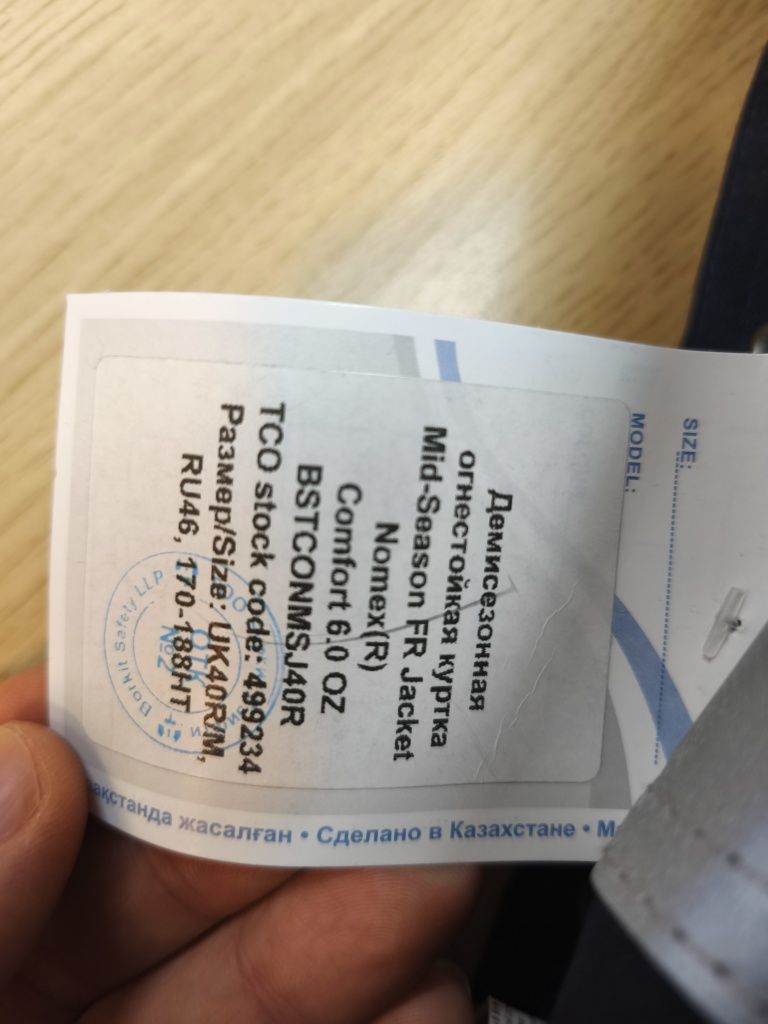 SIZE:
MODEL:
Демисезонная
огнестойкая куртка
Mid-Season FR Jacket
Nomex(R)
Comfort 6.0 OZ
BSTCONMSJ40R
TCO stock code: 499234
Размер/Size: UK40R/M,
RU46, 170-188HT
Borkit Safety LLP
ОТК
№2
жасалған • Сделано в Казахстане •